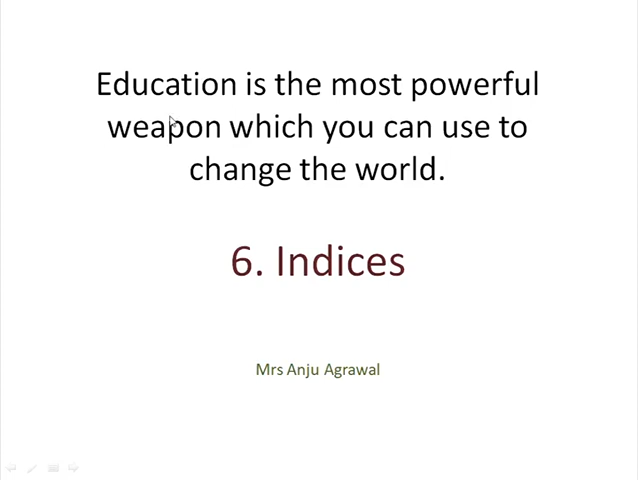 Education is the most powerful
weapon which you can use to
change the world.
6. Indices
Mrs Anju Agrawal